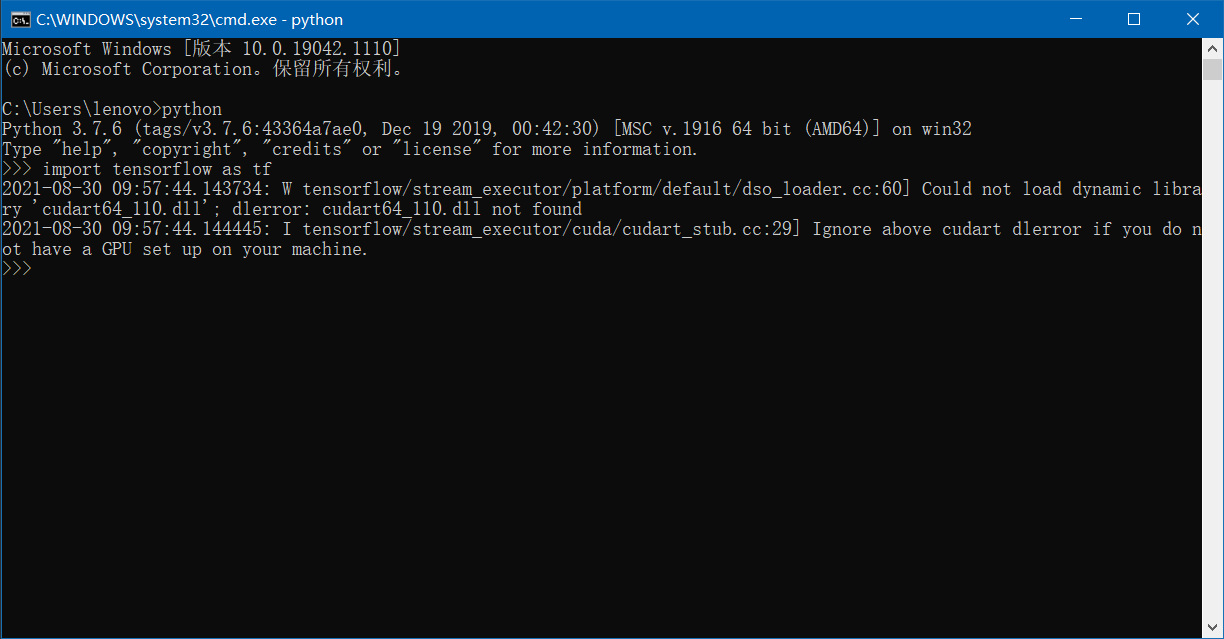 C:\WINDOWS\system32\cmd.exe - python
Microsoft Windows [版本 10.0.19042.1110]
(c) Microsoft Corporation。保留所有权利。
C:\Users\lenovo>python
Python 3.7.6 (tags/v3.7.6:43364a7ae0, Dec 19 2019, 00:42:30) [MSC v.1916 64 bit (AMD64)] on win32
Type "help", "copyright", "credits" or "license" for more information.
>>> import tensorflow as tf
2021-08-30 09:57:44.143734: W tensorflow/stream_executor/platform/default/dso_loader.cc:60] Could not load dynamic libra
ry 'cudart64_110.dll'; dlerror: cudart64_110.dll not found
2021-08-30 09:57:44.144445: I tensorflow/stream_executor/cuda/cudart_stub.cc:29] Ignore above cudart dlerror if you do n
ot have a GPU set up on your machine.
>>>